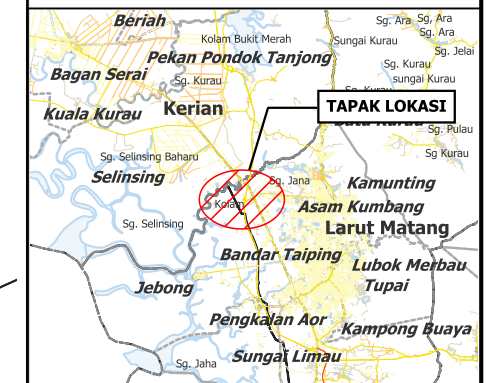 Beriah
Sg. Ara
Sg. Ara
Sg. Ara
Kolam Bukit Merah
Sungai Kurau
Sg. Jelai
Pekan Pondok Tanjong
Sg. Kurau
Bagan Serai
Sg. Kurau
sungai Kurau
Kuala Kurau
Kerian
TAPAK LOKASI
Sg. Pulau
Sg. Selinsing Baharu
Sg Kurau
Selinsing
Sg. Jana
Kamunting
Kolam
Asam Kumbang
Sg. Selinsing
Larut Matang
Bandar Taiping
Lubok Merbau
Jebong
Tupai
Pengkalan Aor
Kampong Buaya
Sungai Limau
Sg. Jaha